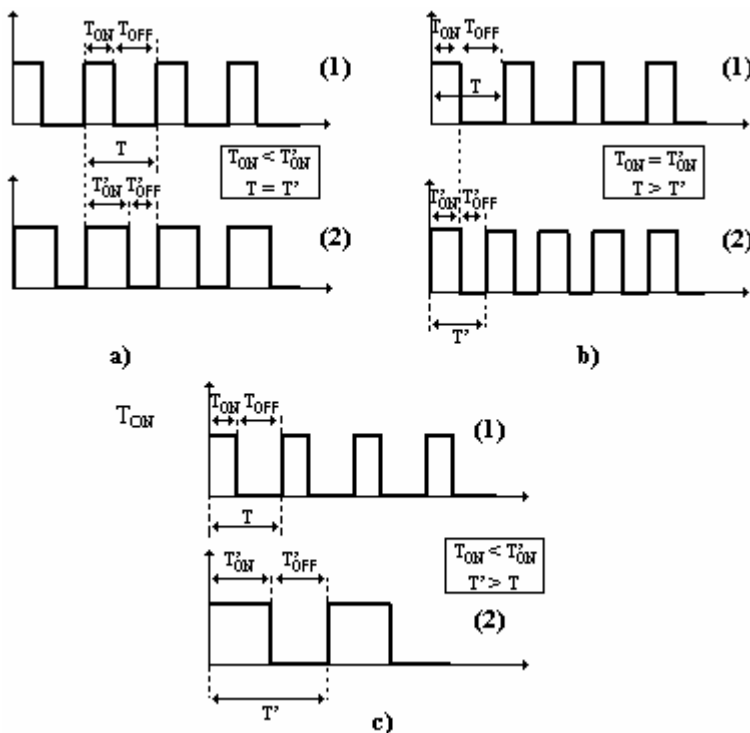 TON TOFF
(1)
T
TON < T'ON
T = T'
T'ON T'OFF
(2)
a)
TON TOFF
(1)
T
TON = T'ON
T > T'
T'ON T'OFF
(2)
T'
b)
TON
TON TOFF
(1)
T
TON < T'ON
T' > T
T'ON T'OFF
(2)
T'
c)